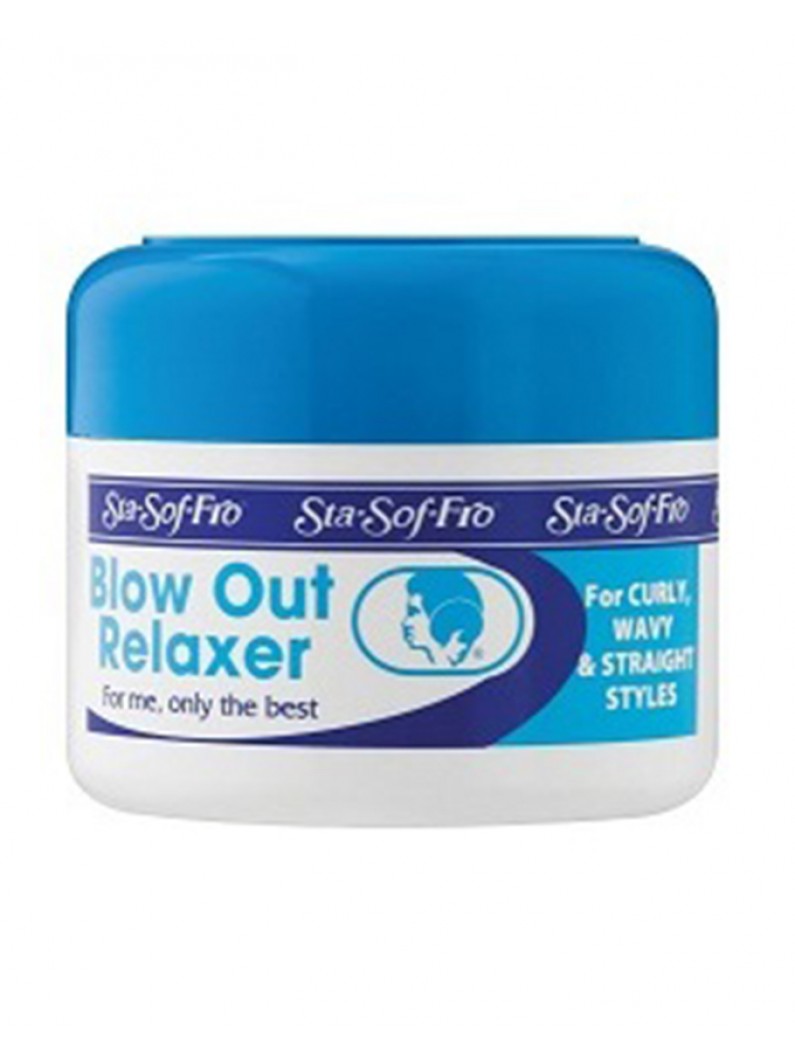 Sta-Sof-Fro Sta-Sof-Fro Sta-Sof-Fro
Blow Out
Relaxer
For me, only the best
®
For CURLY,
WAVY
& STRAIGHT
STYLES